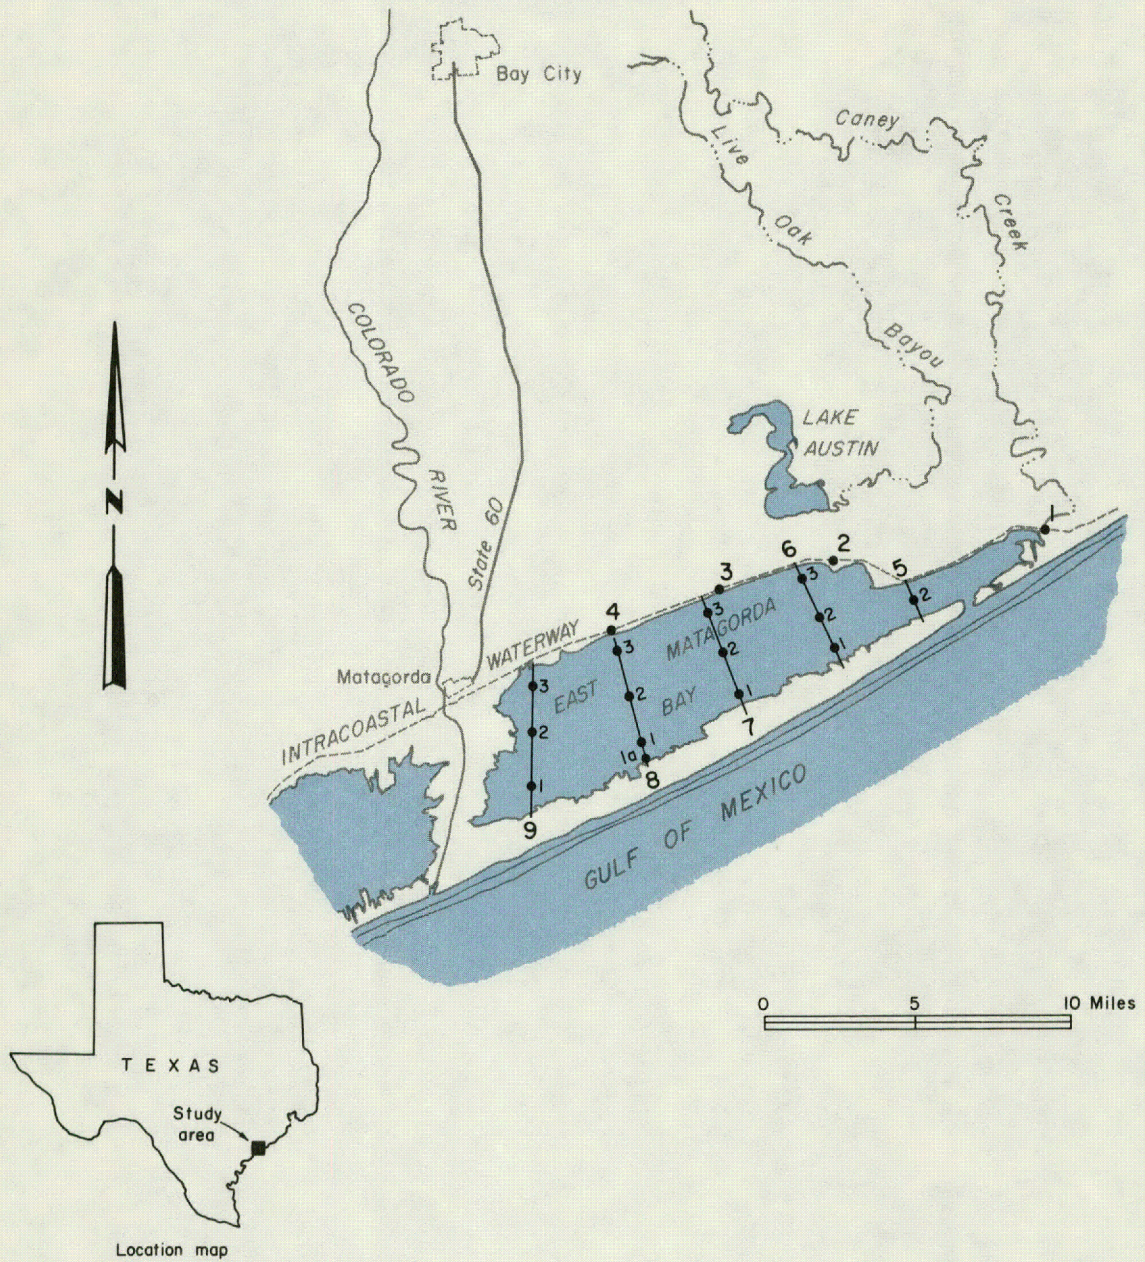 Bay City
Caney
Creek
Live
Oak
Bayou
COLORADO
RIVER
State 60
LAKE
AUSTIN
N
1
2
6
5
3
4
3
2
3
2
1
3
2
1
3
2
1
1a
3
2
1
7
8
9
MATAGORDA
EAST
BAY
WATERWAY
INTRACOASTAL
Matagorda
GULF OF MEXICO
0 5 10 Miles
TEXAS
Study
area
Location map